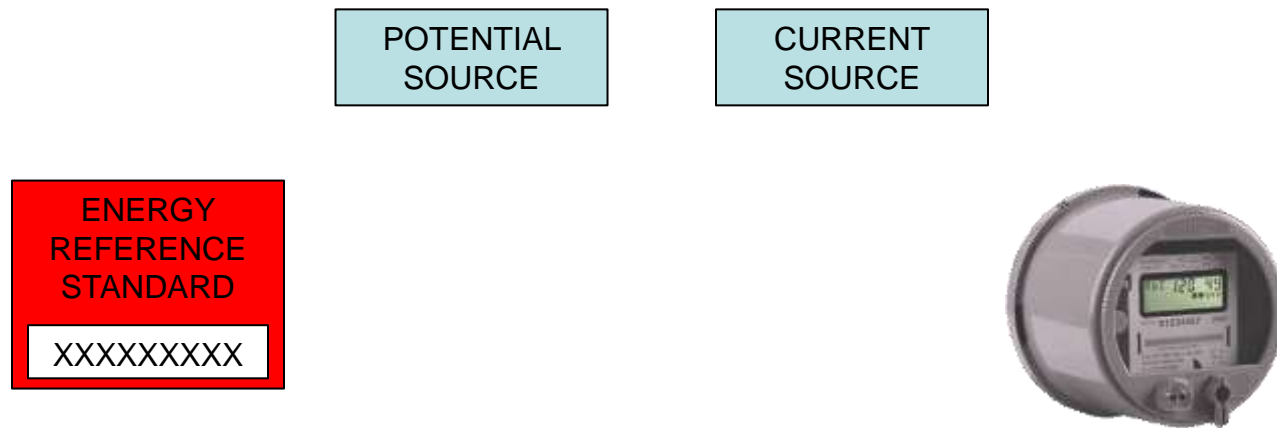 POTENTIAL
SOURCE
CURRENT
SOURCE
ENERGY
REFERENCE
STANDARD
XXXXXXXXX